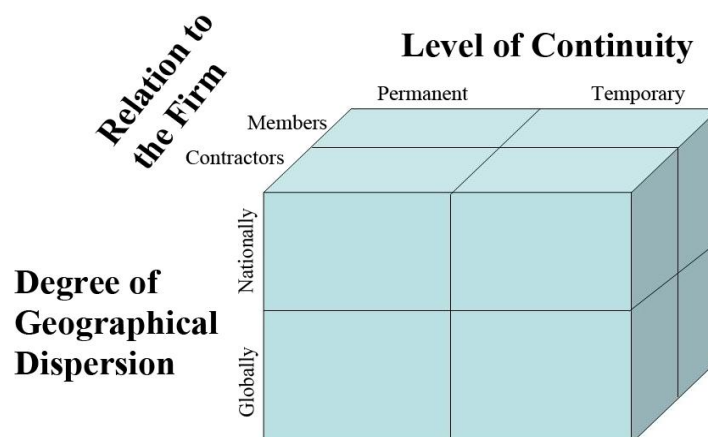 Relation to
the Firm
Level of Continuity
Permanent
Temporary
Members
Contractors
Nationally
Degree of
Geographical
Dispersion
Globally